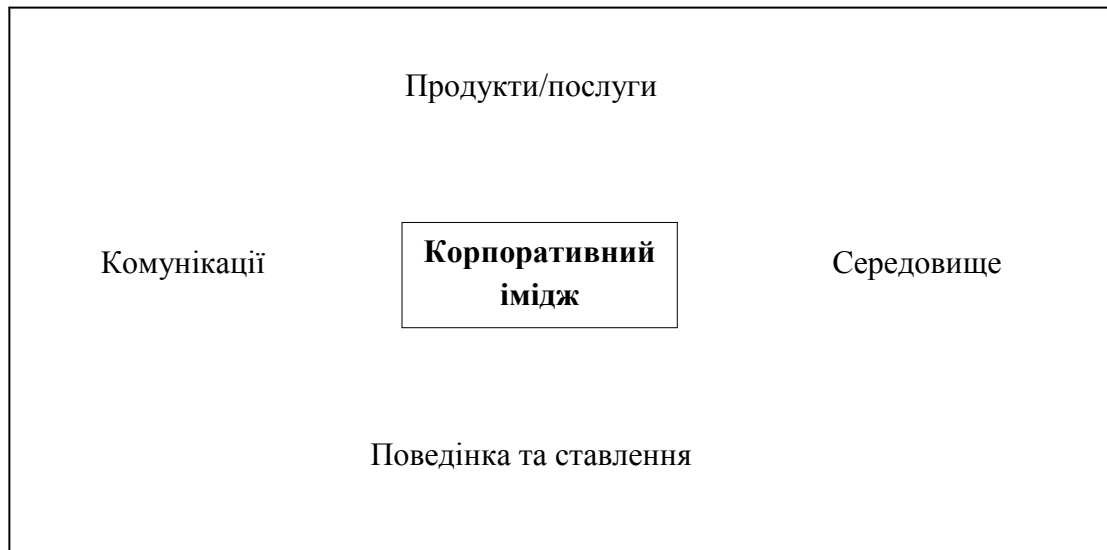 Продукти/послуги
Комунікації
Корпоративний
імідж
Середовище
Поведінка та ставлення